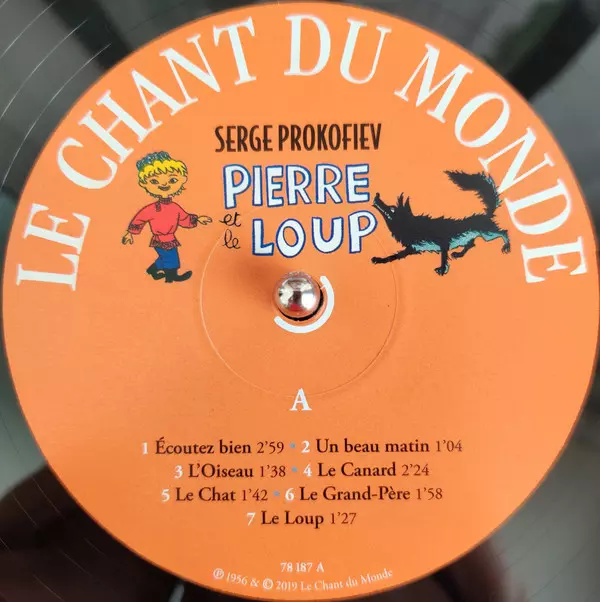 LE CHANT DU MONDE
SERGE PROKOFIEV
PIERRE
et le
LOUP
A
1 Écoutez bien 2’59 • 2 Un beau matin 1’04
3 L’Oiseau 1’38 • 4 Le Canard 2’24
5 Le Chat 1’42 • 6 Le Grand-Père 1’58
7 Le Loup 1’27
78 187 A
℗ 1956 & © 2019 Le Chant du Monde